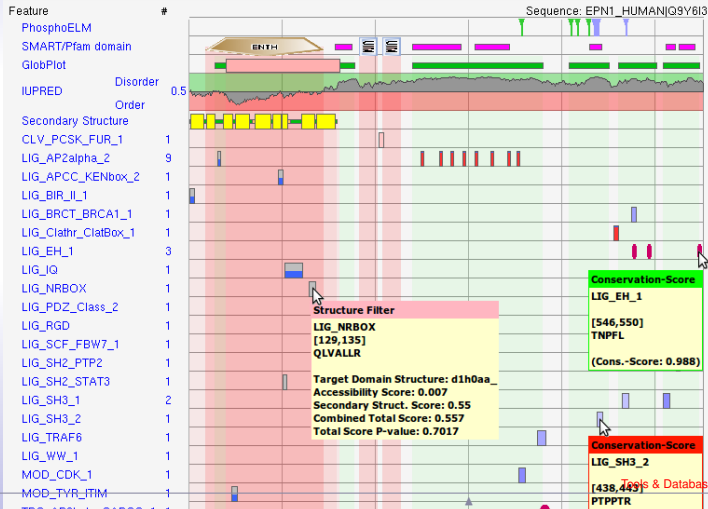 Feature # Sequence: EPN1_HUMAN|Q9Y6I3
PhosphoELM
SMART/Pfam domain ENTH
GlobPlot
Disorder
IUPRED 0.5
Order
Secondary Structure
CLV_PCSK_FUR_1 1
LIG_AP2alpha_2 9
LIG_APCC_KENbox_2 1
LIG_BIR_II_1 1
LIG_BRCT_BRCA1_1 1
LIG_Clathr_ClatBox_1 1
LIG_EH_1 3
LIG_IQ 1
LIG_NRBOX 1
LIG_PDZ_Class_2 1
LIG_RGD 1
LIG_SCF_FBW7_1 1
LIG_SH2_PTP2 1
LIG_SH2_STAT3 1
LIG_SH3_1 2
LIG_SH3_2 1
LIG_TRAF6 1
LIG_WW_1 1
MOD_CDK_1 1
MOD_TYR_ITIM 1
Structure Filter
LIG_NRBOX
[129,135]
QLVALLR
Target Domain Structure: d1h0aa_
Accessibility Score: 0.007
Secondary Struct. Score: 0.55
Combined Total Score: 0.557
Total Score P-value: 0.7017
Conservation-Score
LIG_EH_1
[546,550]
TNPFL
(Cons.-Score: 0.988)
Conservation-Score
LIG_SH3_2
Tools & Databas
[438,443]
PTPPTR